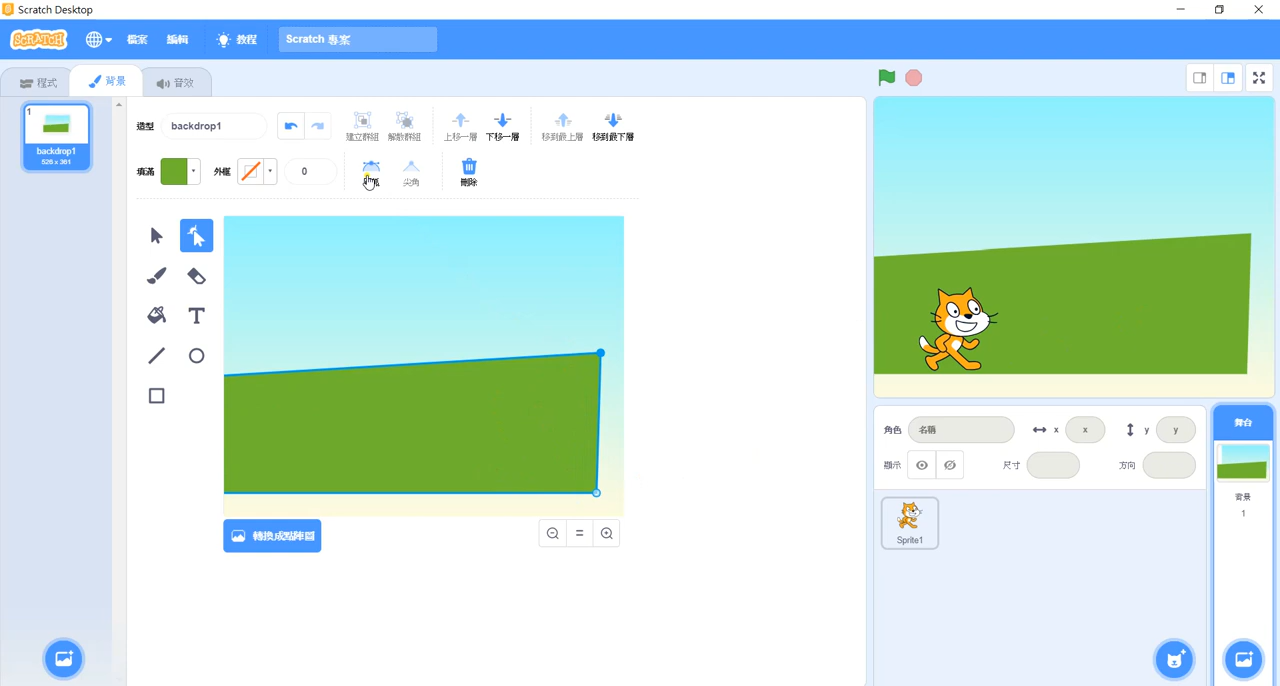 Scratch Desktop
SCRATCH 檔案 編輯 教程 Scratch 專案
程式 背景 音效
1
backdrop1
526 x 361
造型 backdrop1 建立群組 解散群組 上移一層 下移一層 移到最上層 移到最下層
填滿 外框 0 尖角 刪除
T
轉換成點陣圖
角色 名稱 x x y y
顯示 尺寸 方向
Sprite1
舞台
背景
1